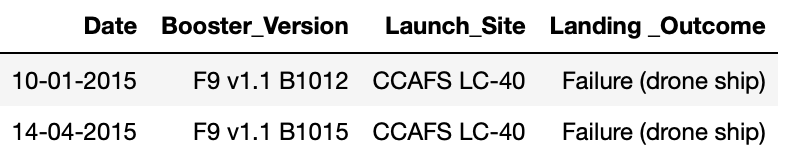 Date Booster_Version Launch_Site Landing _Outcome
10-01-2015 F9 v1.1 B1012 CCAFS LC-40 Failure (drone ship)
14-04-2015 F9 v1.1 B1015 CCAFS LC-40 Failure (drone ship)